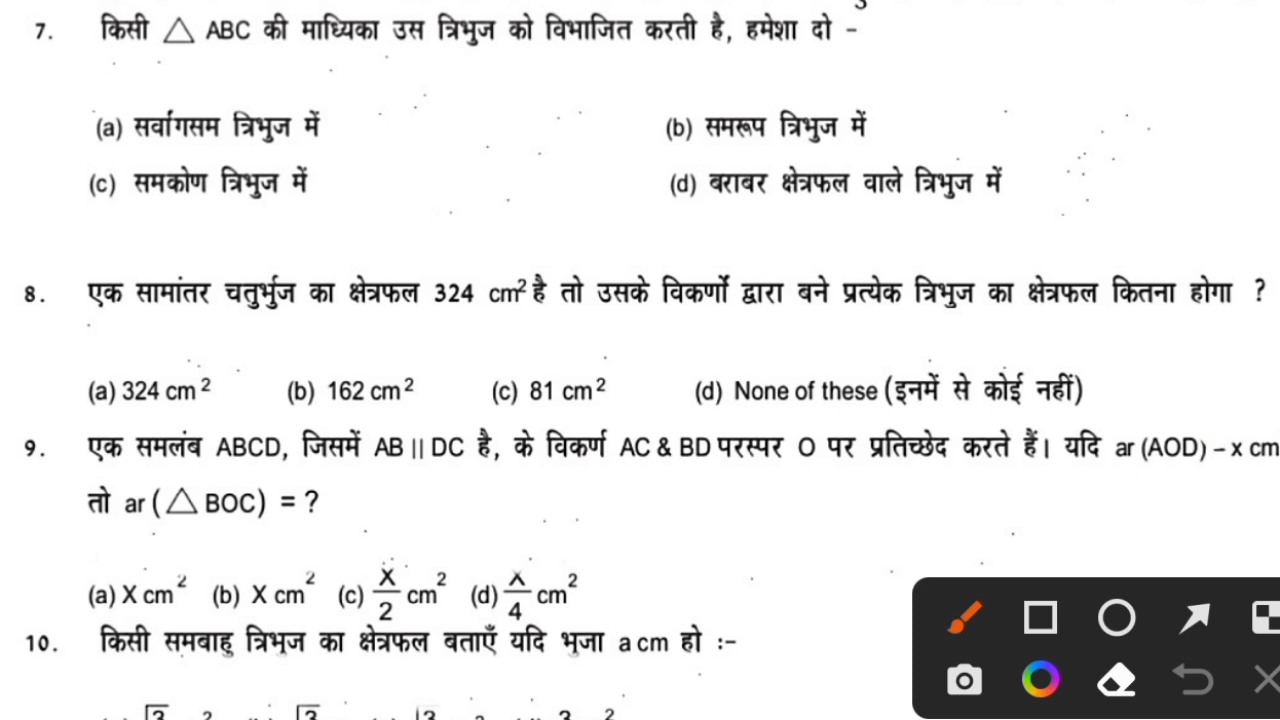 7. किसी △ ABC की माध्यिका उस त्रिभुज को विभाजित करती है, हमेशा दो -
(a) सर्वांगसम त्रिभुज में (b) समरूप त्रिभुज में
(c) समकोण त्रिभुज में (d) बराबर क्षेत्रफल वाले त्रिभुज में
8. एक सामांतर चतुर्भुज का क्षेत्रफल 324 cm² है तो उसके विकर्णों द्वारा बने प्रत्येक त्रिभुज का क्षेत्रफल कितना होगा ?
(a) 324 cm² (b) 162 cm² (c) 81 cm² (d) None of these (इनमें से कोई नहीं)
9. एक समलंब ABCD, जिसमें AB || DC है, के विकर्ण AC & BD परस्पर O पर प्रतिच्छेद करते हैं। यदि ar (AOD) – x cm
तो ar (△ BOC) = ?
(a) X cm² (b) X cm² (c) X/2 cm² (d) X/4 cm²
10. किसी समबाहु त्रिभुज का क्षेत्रफल बताएँ यदि भुजा a cm हो :-